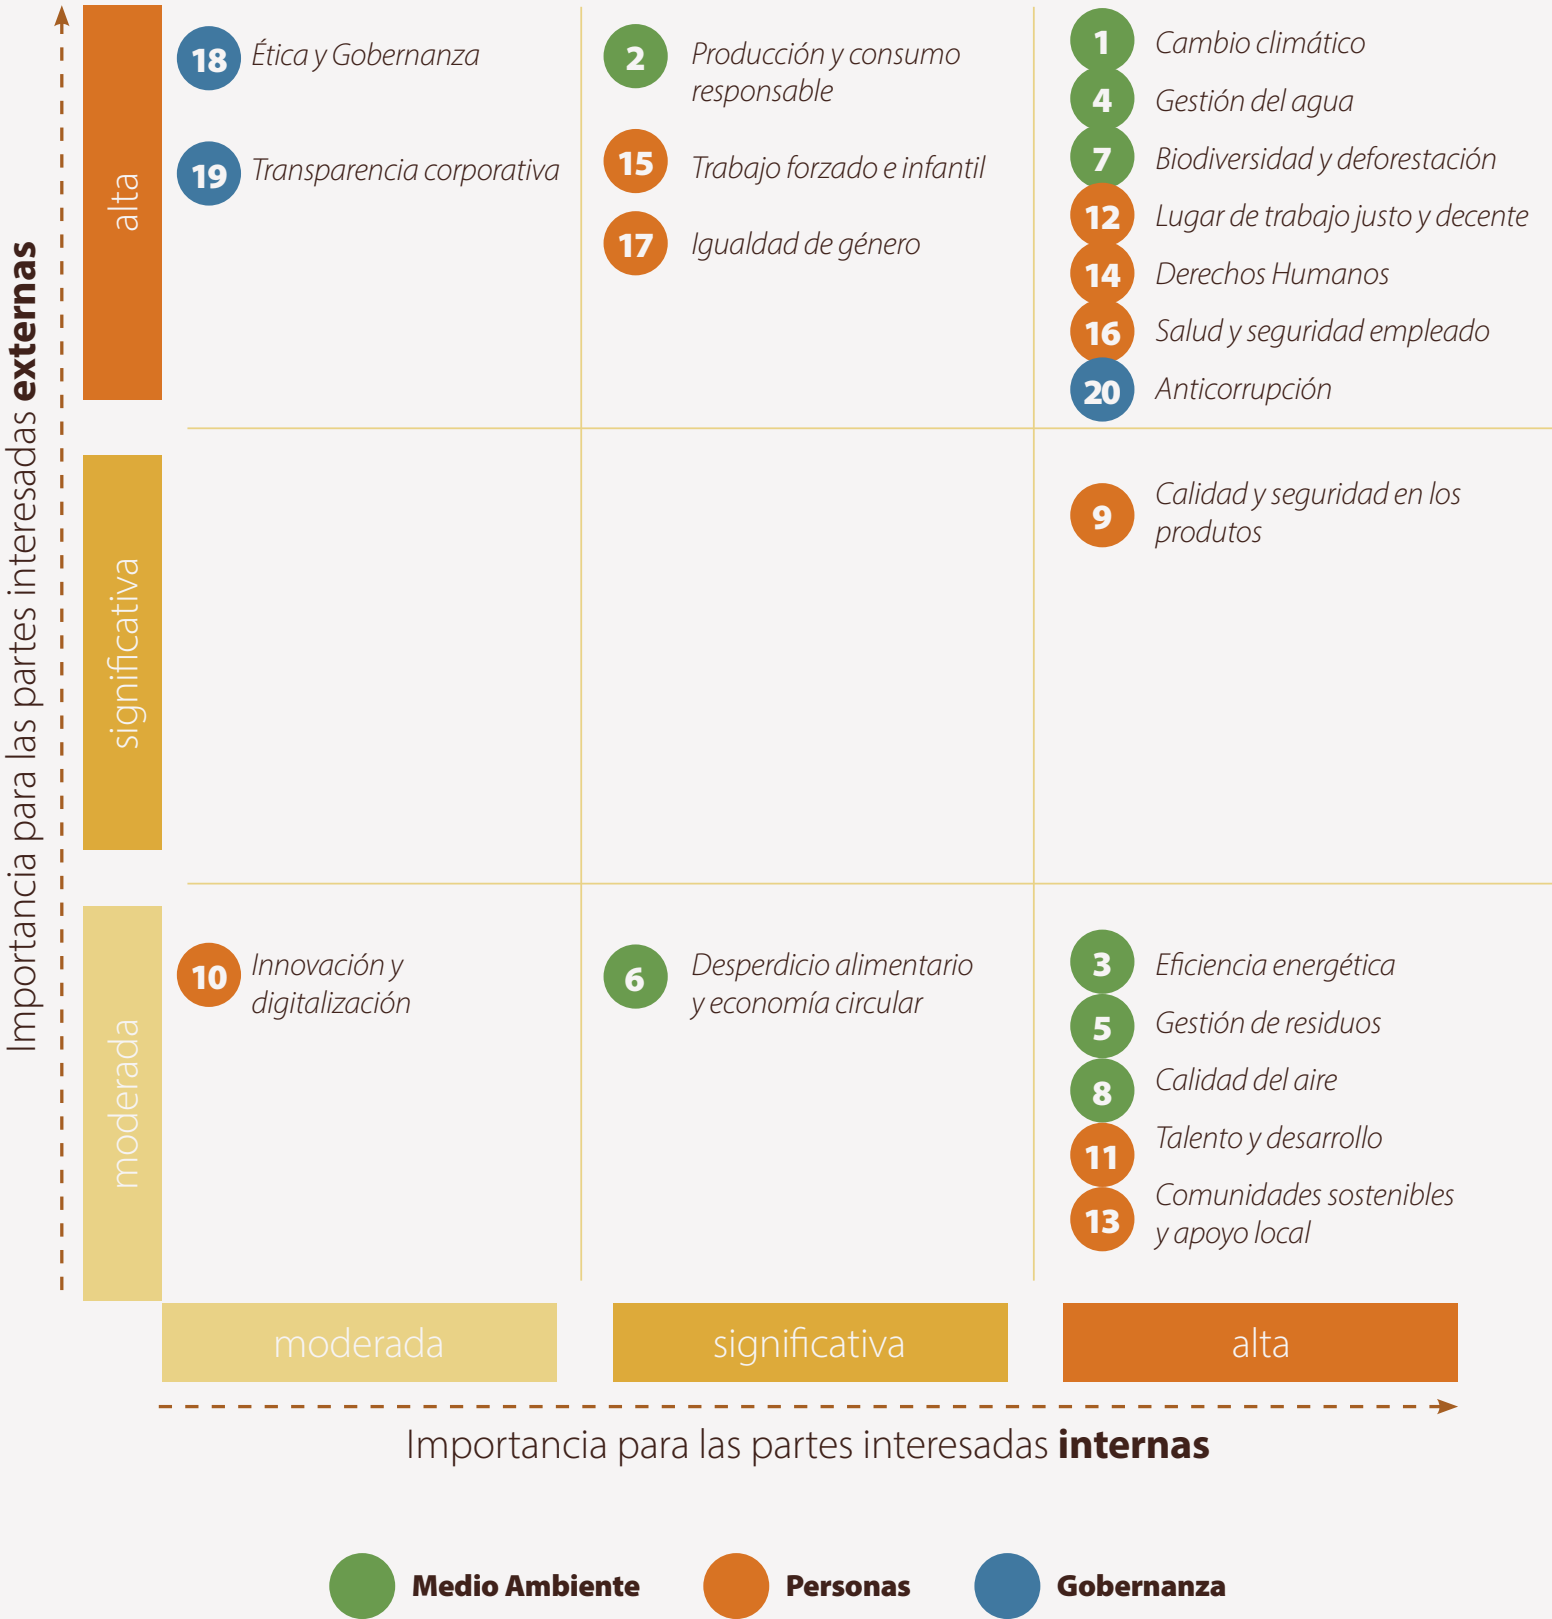 Importancia para las partes interesadas externas
alta
18
Ética y Gobernanza
19
Transparencia corporativa
2
Producción y consumo
responsable
15
Trabajo forzado e infantil
17
Igualdad de género
1
Cambio climático
4
Gestión del agua
7
Biodiversidad y deforestación
12
Lugar de trabajo justo y decente
14
Derechos Humanos
16
Salud y seguridad empleado
20
Anticorrupción
significativa
9
Calidad y seguridad en los
produtos
moderada
10
Innovación y
digitalización
6
Desperdicio alimentario
y economía circular
3
Eficiencia energética
5
Gestión de residuos
8
Calidad del aire
11
Talento y desarrollo
13
Comunidades sostenibles
y apoyo local
moderada
significativa
alta
Importancia para las partes interesadas internas
Medio Ambiente
Personas
Gobernanza